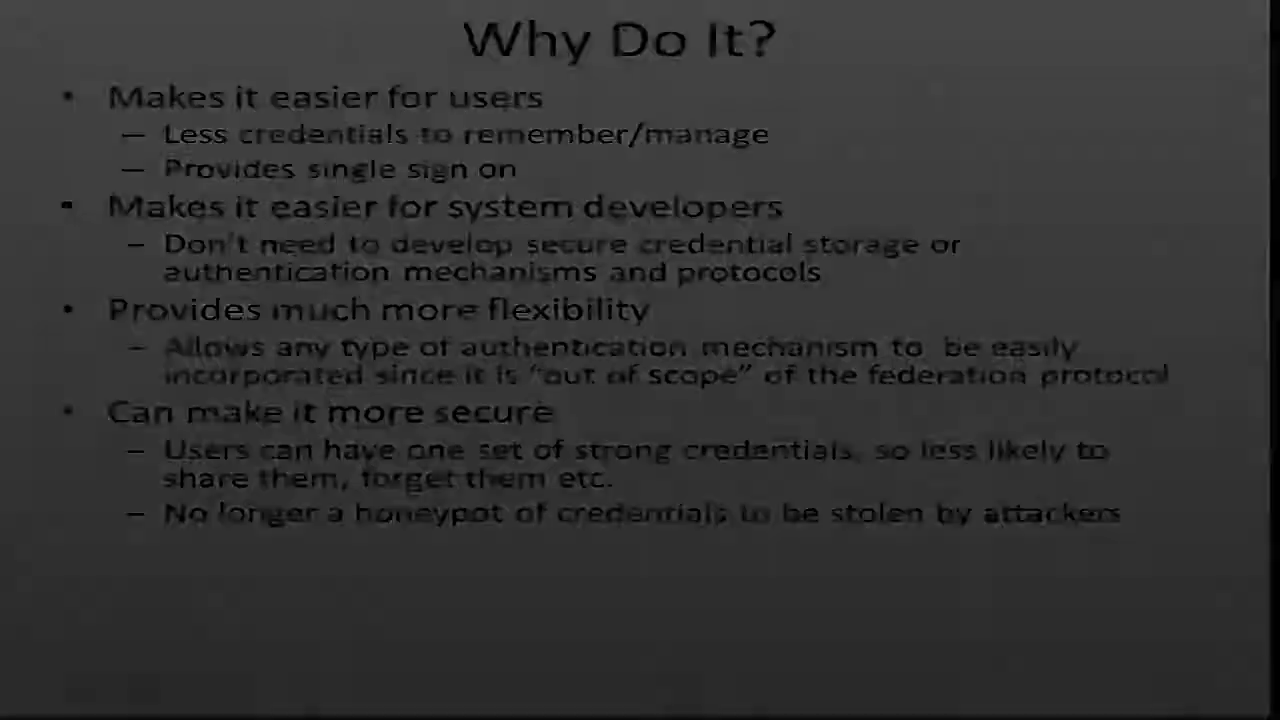 Why Do It?
• Makes it easier for users
– Less credentials to remember/manage
– Provides single sign on
• Makes it easier for system developers
– Don't need to develop secure credential storage or
authentication mechanisms and protocols
• Provides much more flexibility
– Allows any type of authentication mechanism to be easily
incorporated since it is "out of scope" of the federation protocol
• Can make it more secure
– Users can have one set of strong credentials, so less likely to
share them, forget them etc.
– No longer a honeypot of credentials to be stolen by attackers